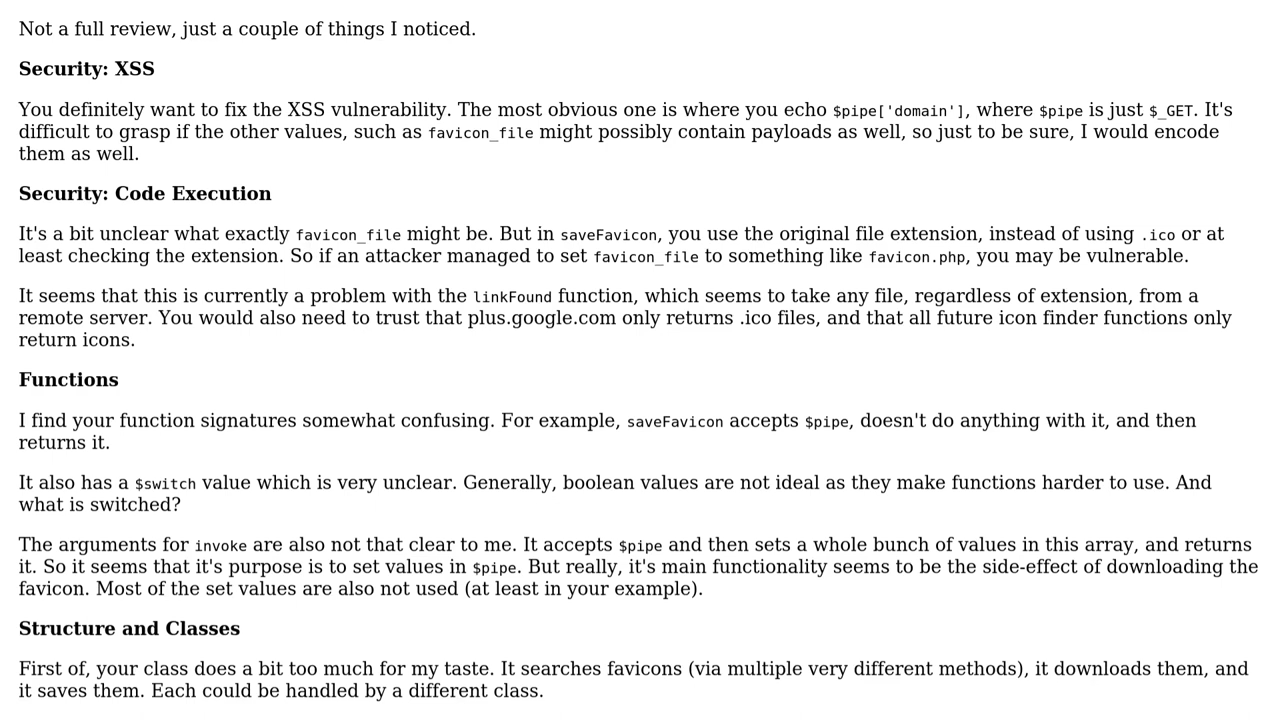 Not a full review, just a couple of things I noticed.
Security: XSS
You definitely want to fix the XSS vulnerability. The most obvious one is where you echo $pipe['domain'], where $pipe is just $_GET. It's
difficult to grasp if the other values, such as favicon_file might possibly contain payloads as well, so just to be sure, I would encode
them as well.
Security: Code Execution
It's a bit unclear what exactly favicon_file might be. But in saveFavicon, you use the original file extension, instead of using .ico or at
least checking the extension. So if an attacker managed to set favicon_file to something like favicon.php, you may be vulnerable.
It seems that this is currently a problem with the linkFound function, which seems to take any file, regardless of extension, from a
remote server. You would also need to trust that plus.google.com only returns .ico files, and that all future icon finder functions only
return icons.
Functions
I find your function signatures somewhat confusing. For example, saveFavicon accepts $pipe, doesn't do anything with it, and then
returns it.
It also has a $switch value which is very unclear. Generally, boolean values are not ideal as they make functions harder to use. And
what is switched?
The arguments for invoke are also not that clear to me. It accepts $pipe and then sets a whole bunch of values in this array, and returns
it. So it seems that it's purpose is to set values in $pipe. But really, it's main functionality seems to be the side-effect of downloading the
favicon. Most of the set values are also not used (at least in your example).
Structure and Classes
First of, your class does a bit too much for my taste. It searches favicons (via multiple very different methods), it downloads them, and
it saves them. Each could be handled by a different class.